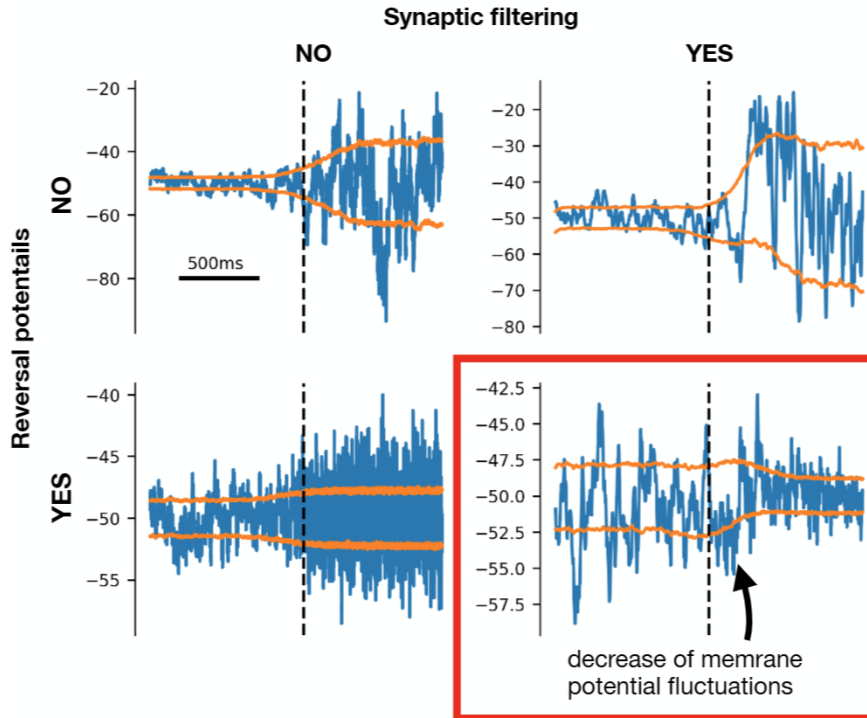 Synaptic filtering
NO
YES
Reversal potentails
NO
−20
−40
−60
−80
500ms
−20
−30
−40
−50
−60
−70
−80
YES
−40
−45
−50
−55
−42.5
−45.0
−47.5
−50.0
−52.5
−55.0
−57.5
decrease of memrane
potential fluctuations